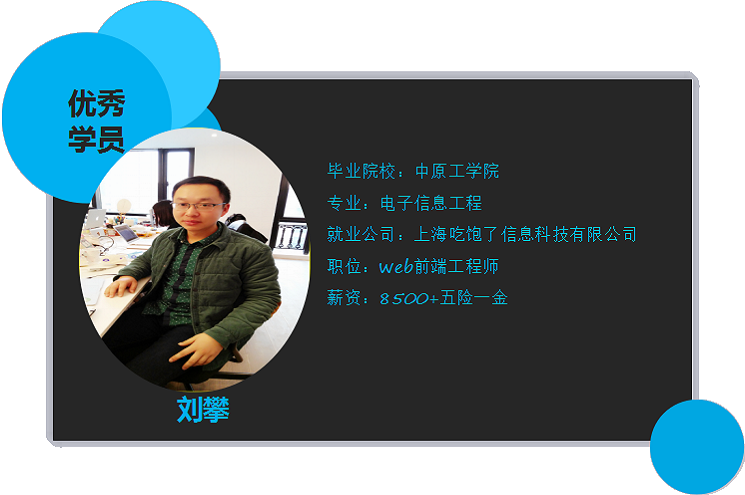 优秀
学员
毕业院校：中原工学院
专业：电子信息工程
就业公司：上海吃饱了信息科技有限公司
职位：web前端工程师
薪资：8500+五险一金
刘攀